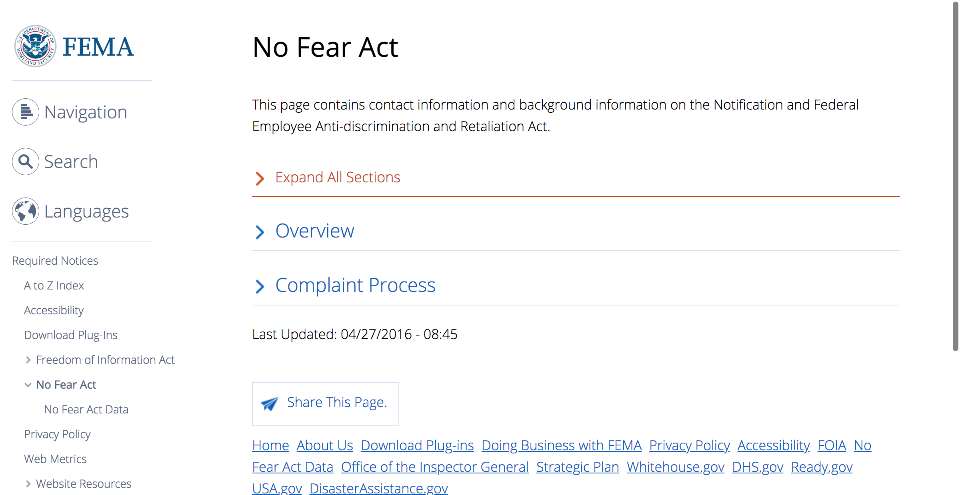 FEMA
Navigation
Search
Languages
Required Notices
A to Z Index
Accessibility
Download Plug-Ins
Freedom of Information Act
No Fear Act
No Fear Act Data
Privacy Policy
Web Metrics
Website Resources
No Fear Act
This page contains contact information and background information on the Notification and Federal
Employee Anti-discrimination and Retaliation Act.
Expand All Sections
Overview
Complaint Process
Last Updated: 04/27/2016 - 08:45
Share This Page.
Home About Us Download Plug-ins Doing Business with FEMA Privacy Policy Accessibility FOIA No
Fear Act Data Office of the Inspector General Strategic Plan Whitehouse.gov DHS.gov Ready.gov
USA.gov DisasterAssistance.gov